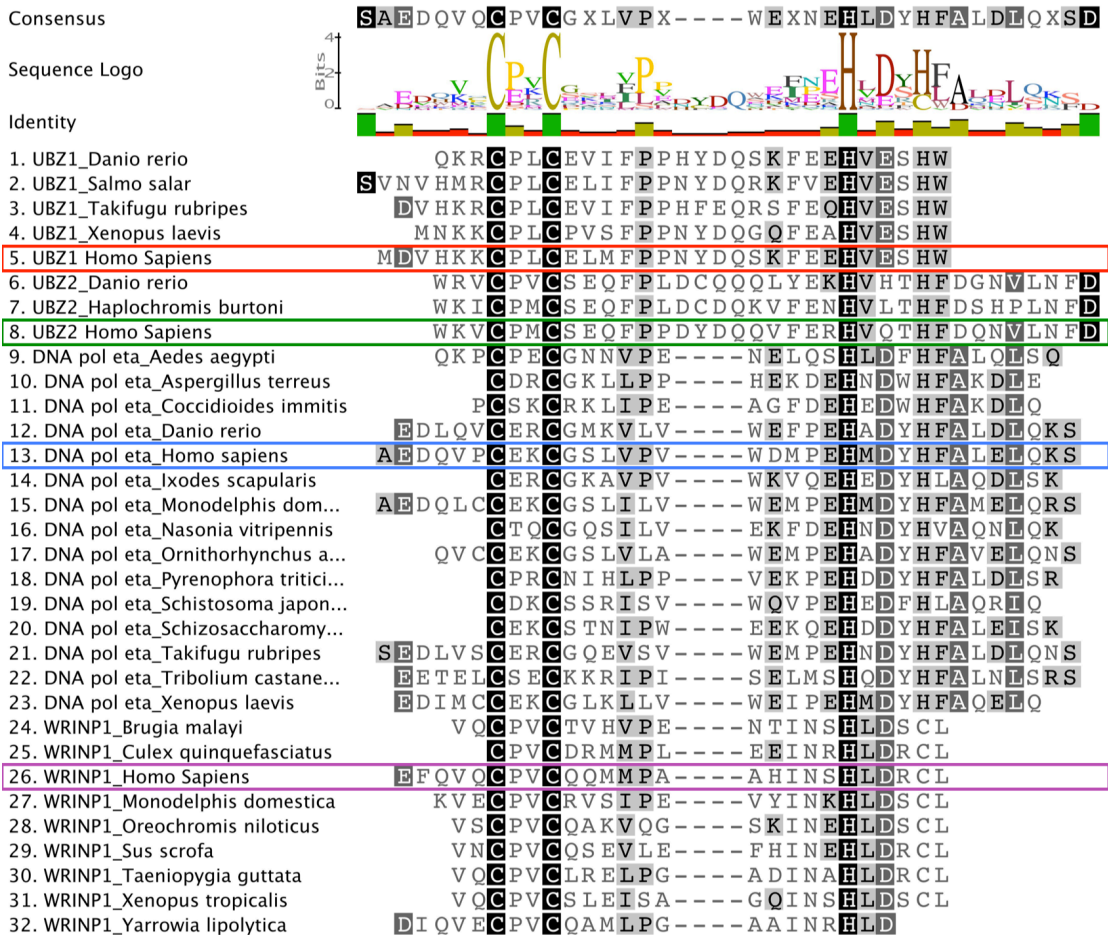 Consensus SAEDQVQCPVCGXLVPX----WEXNEHLDYHFALDLQXSD
Sequence Logo
Bits
4
2
0
Identity
1. UBZ1_Danio rerio QKRCPLCEVIFPPHYDQSKFEEHVESHW
2. UBZ1_Salmo salar SVNVHMRCPLCELIFPPNYDQRKFVEHVESHW
3. UBZ1_Takifugu rubripes DVHKRCPLCEVIFPPHFEQRSFEQHVESHW
4. UBZ1_Xenopus laevis MNKKCPLCPVSFPPNYDQGQFEAHVESHW
5. UBZ1 Homo Sapiens MDVHKKCPLCELMFPPNYDQSKFEEHVESHW
6. UBZ2_Danio rerio WRVCPVCSEQFPLDCQQQLYEKHVHTHFDGNVLNFD
7. UBZ2_Haplochromis burtoni WKICPMCSEQFPLDCDQKVFENHVLTHFDSHPLNFD
8. UBZ2 Homo Sapiens WKVCPMCSEQFPPDYDQQVFERHVQTHFDQNVLNFD
9. DNA pol eta_Aedes aegypti QKPCPECGNNVPE----NELQSHLDFHFALQLSQ
10. DNA pol eta_Aspergillus terreus CDRCGKLLPP----HEKDEHNDWHFAKDLE
11. DNA pol eta_Coccidioides immitis PCSKCRKLIPE----AGFDEHEDWHFAKDLQ
12. DNA pol eta_Danio rerio EDLQVCERCGMKVLV----WEFPEHADYHFALDLQKS
13. DNA pol eta_Homo sapiens AEDQVPCEKCGSLVPV----WDMPEHMDYHFALELQKS
14. DNA pol eta_Ixodes scapularis CERCGKAVPV----WKVQEHEDYHLAQDLSK
15. DNA pol eta_Monodelphis dom... AEDQLCCEKCGSLILV----WEMPEHMDYHFAMELQRS
16. DNA pol eta_Nasonia vitripennis CTQCGQSILV----EKFDEHNDYHVAQNLQK
17. DNA pol eta_Ornithorhynchus a... QVCCEKCGSLVLA----WEMPEHADYHFAVELQNS
18. DNA pol eta_Pyrenophora tritici... CPRCNIHLPP----VEKPEHDDYHFALDLSR
19. DNA pol eta_Schistosoma japon... CDKCSSRISV----WQVPEHEDFHLAQRIQ
20. DNA pol eta_Schizosaccharomy... CEKCSTNIPW----EEKQEHDDYHFALEISK
21. DNA pol eta_Takifugu rubripes SEDLVSCERCGQEVSV----WEMPEHNDYHFALDLQNS
22. DNA pol eta_Tribolium castane... EETELCSECKKRIPI----SELMSHQDYHFALNLSRS
23. DNA pol eta_Xenopus laevis EDIMCCEKCGLKLLV----WEIPEHMDYHFAQELQ
24. WRINP1_Brugia malayi VQCPVCTVHVPE----NTINSHLDSCL
25. WRINP1_Culex quinquefasciatus CPVCDRMMPL----EEINRHLDRCL
26. WRINP1_Homo Sapiens EFQVQCPVCQQMMPA----AHINSHLDRCL
27. WRINP1_Monodelphis domestica KVECPVCRVSIPE----VYINKHLDSCL
28. WRINP1_Oreochromis niloticus VSCPVCQAKVQG----SKINEHLDSCL
29. WRINP1_Sus scrofa VNCPVCQSEVLE----FHINEHLDRCL
30. WRINP1_Taeniopygia guttata VQCPVCLRELPG----ADINAHLDRCL
31. WRINP1_Xenopus tropicalis VQCPVCSLEISA----GQINSHLDSCL
32. WRINP1_Yarrowia lipolytica DIQVECPVCQAMLPG----AAINRHLD